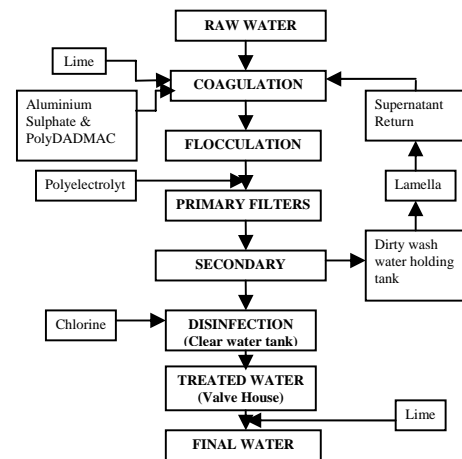 RAW WATER
Lime
COAGULATION
Aluminium
Sulphate &
PolyDADMAC
Supernatant
Return
FLOCCULATION
Polyelectrolyt
Lamella
PRIMARY FILTERS
Dirty wash
water holding
tank
SECONDARY
Chlorine
DISINFECTION
(Clear water tank)
TREATED WATER
(Valve House)
Lime
FINAL WATER